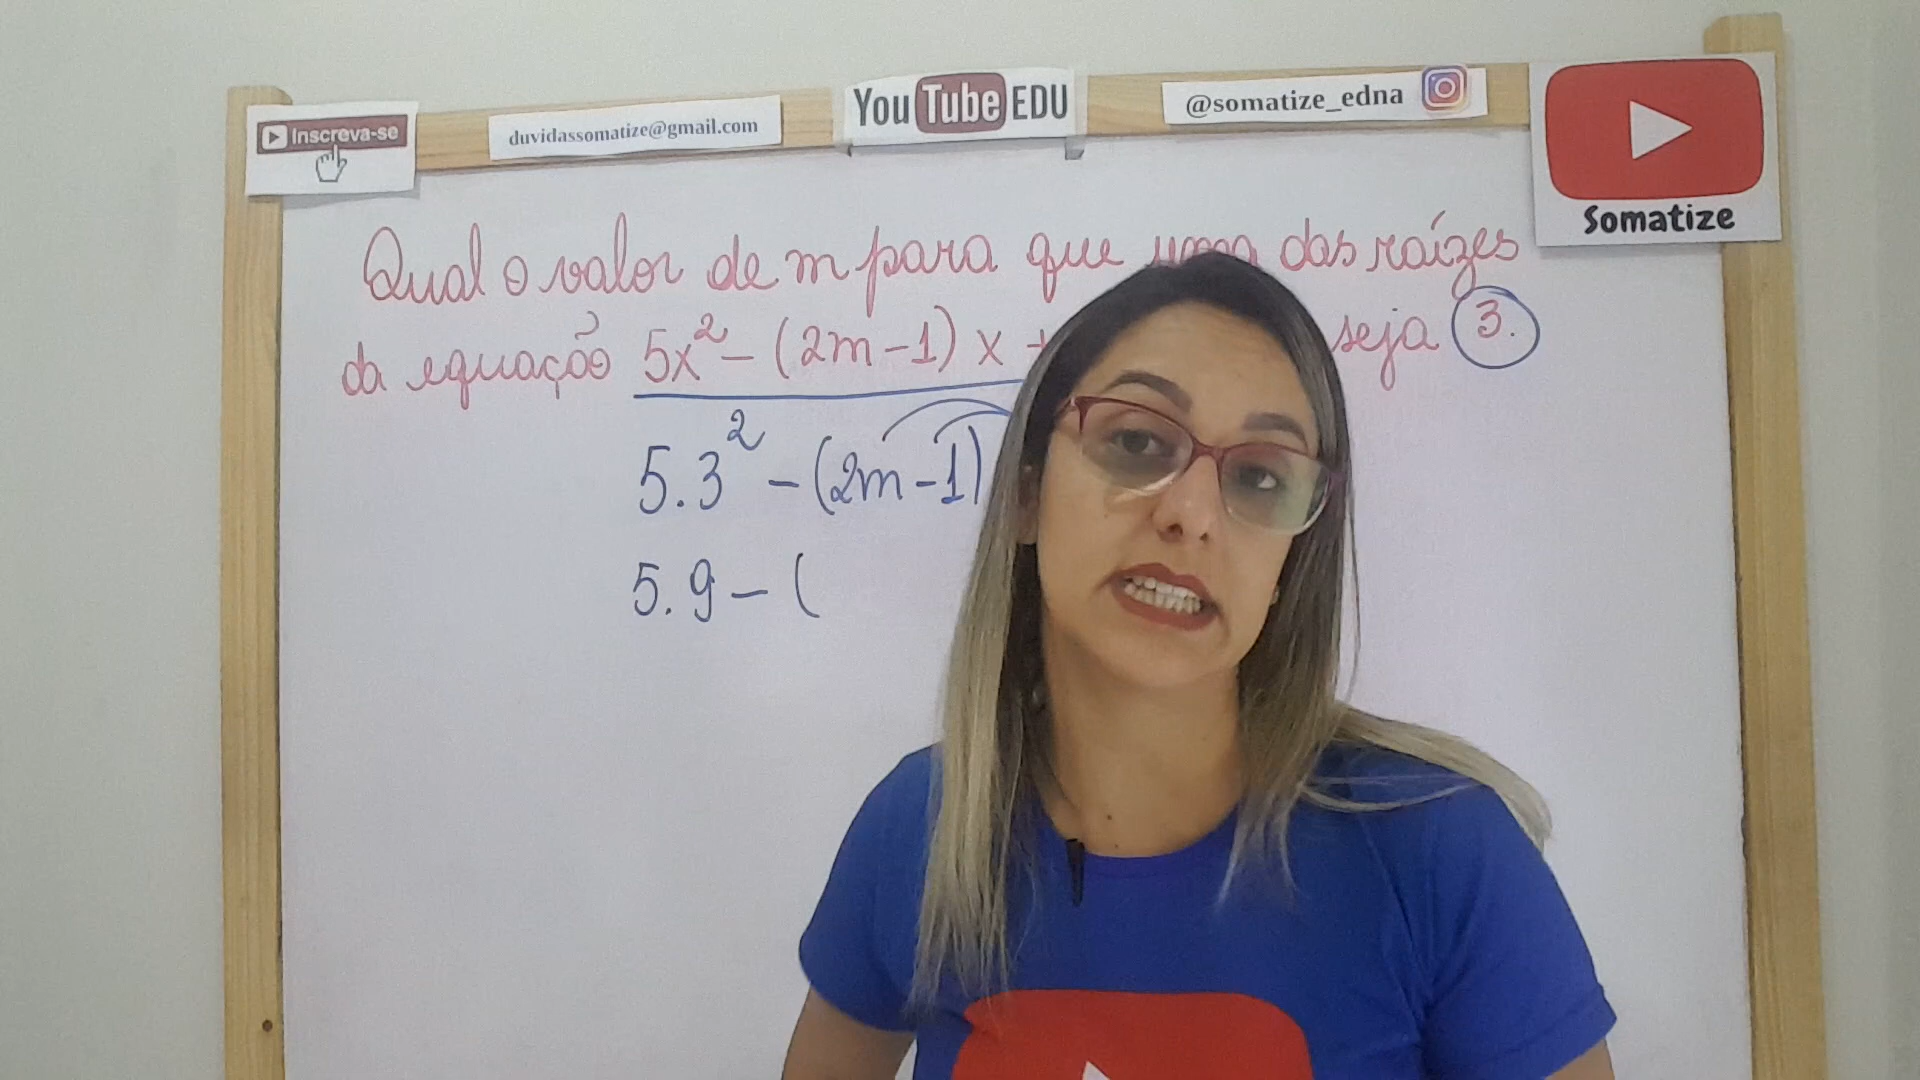 Inscreva-se
duvidassomatize@gmail.com
YouTube EDU
@somatize_edna
Somatize
Qual o valor de m para que uma das raízes
da equação 5x² - (2m - 1) x + seja 3.
5.3² - (2m - 1)
5.9 - (